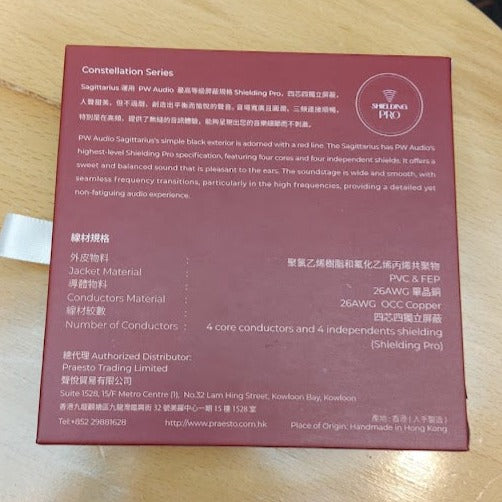 Constellation Series
Sagittarius 運用 PW Audio 最高等級屏蔽規格 Shielding Pro，四芯四獨立屏蔽，
人聲甜美，但不過甜，創造出平衡而愉悅的聲音。音場寬廣且圓潤，三頻連接順暢，
特別是在高頻，提供了無縫的音訊體驗，能夠呈現出您的音樂細節而不刺激。
SHIELDING
PRO
PW Audio Sagittarius's simple black exterior is adorned with a red line. The Sagittarius has PW Audio's
highest-level Shielding Pro specification, featuring four cores and four independent shields. It offers a
sweet and balanced sound that is pleasant to the ears. The soundstage is wide and smooth, with
seamless frequency transitions, particularly in the high frequencies, providing a detailed yet
non-fatiguing audio experience.
線材規格
外皮物料 : 聚氯乙烯樹脂和氟化乙烯丙烯共聚物
Jacket Material PVC & FEP
導體物料 26AWG 單晶銅
Conductors Material : 26AWG OCC Copper
線材絞數 四芯四獨立屏蔽
Number of Conductors : 4 core conductors and 4 independents shielding
(Shielding Pro)
總代理 Authorized Distributor:
Praesto Trading Limited
聲悅貿易有限公司
Suite 1528, 15/F Metro Centre (1), No.32 Lam Hing Street, Kowloon Bay, Kowloon
香港九龍觀塘區九龍灣臨興街 32 號美羅中心一期 15 樓 1528 室
Tel:+852 29881628 http://www.praesto.com.hk
產地 : 香港 ( 人手製造 )
Place of Origin: Handmade in Hong Kong